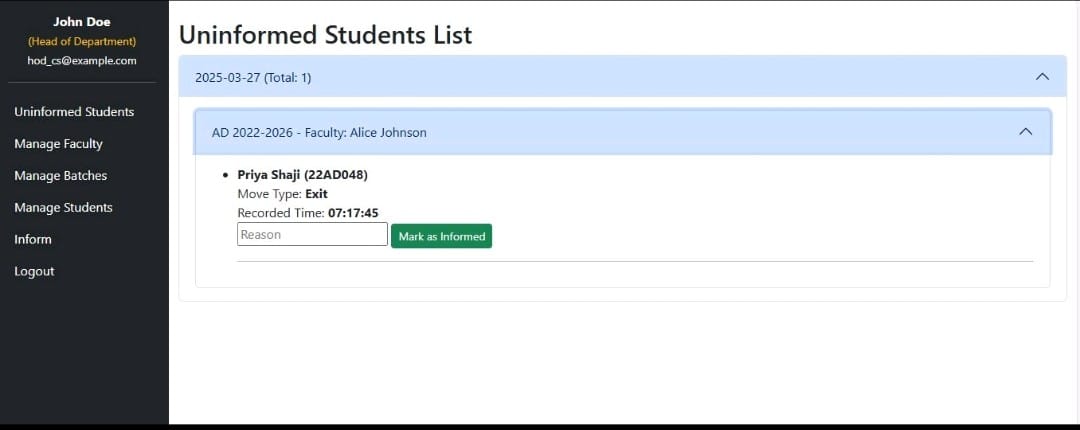 John Doe
(Head of Department)
hod_cs@example.com
Uninformed Students
Manage Faculty
Manage Batches
Manage Students
Inform
Logout
Uninformed Students List
2025-03-27 (Total: 1)
AD 2022-2026 - Faculty: Alice Johnson
Priya Shaji (22AD048)
Move Type: Exit
Recorded Time: 07:17:45
Reason Mark as Informed